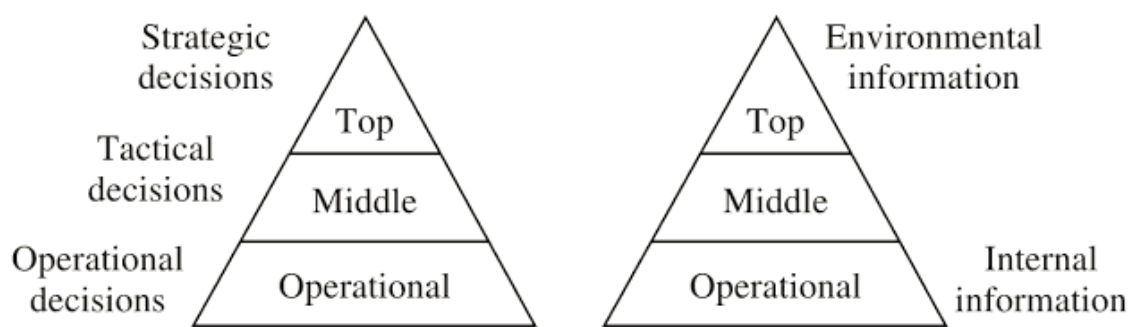 Strategic
decisions
Top
Tactical
decisions
Middle
Operational
decisions
Operational
Environmental
information
Top
Middle
Operational
Internal
information